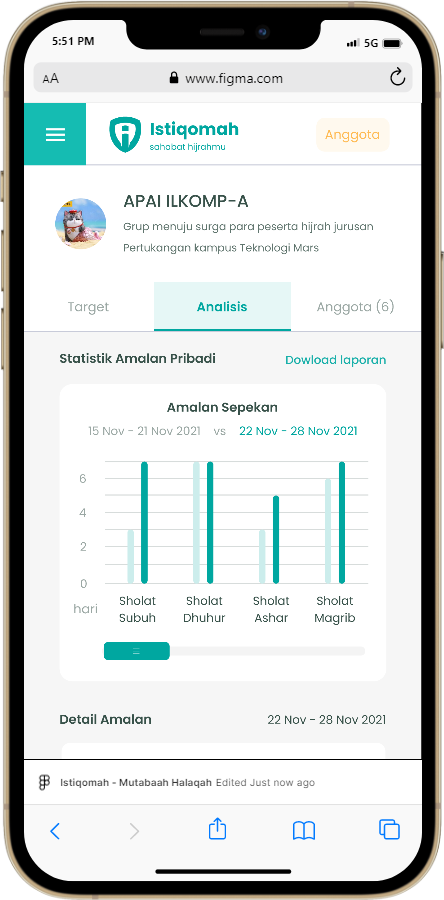 5:51 PM
5G
AA
www.figma.com
Istiqomah
sahabat hijrahmu
Anggota
APAI ILKOMP-A
Grup menuju surga para peserta hijrah jurusan
Pertukangan kampus Teknologi Mars
Target
Analisis
Anggota (6)
Statistik Amalan Pribadi
Dowload laporan
Amalan Sepekan
15 Nov - 21 Nov 2021 vs 22 Nov - 28 Nov 2021
6
4
2
0
hari
Sholat Subuh
Sholat Dhuhur
Sholat Ashar
Sholat Magrib
Detail Amalan
22 Nov - 28 Nov 2021
Istiqomah - Mutabaah Halaqah Edited Just now ago